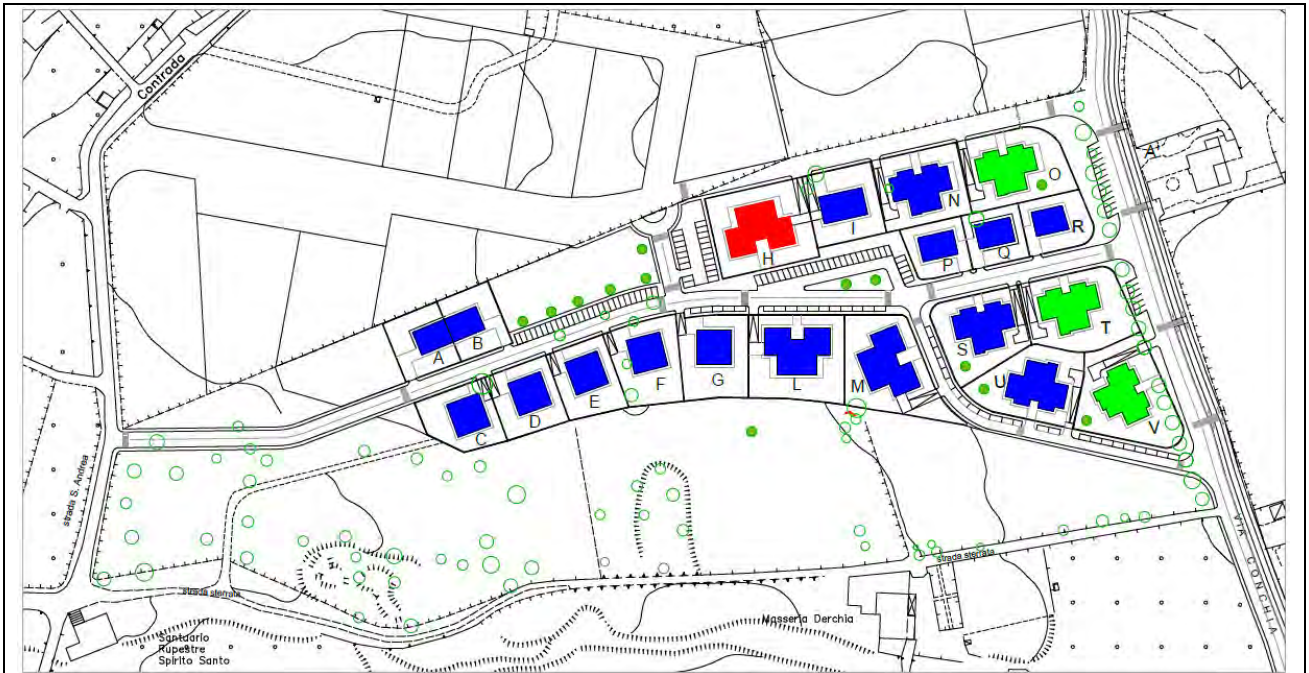 Contrada
A
O
N
I
R
H
P
Q
T
S
B
A
F
G
L
M
U
E
D
C
V
strada S. Andrea
VIA CONCHIA
strada sterrata
strada sterrata
Masseria Derchia
Santuario
Rupestre
Spirito Santo